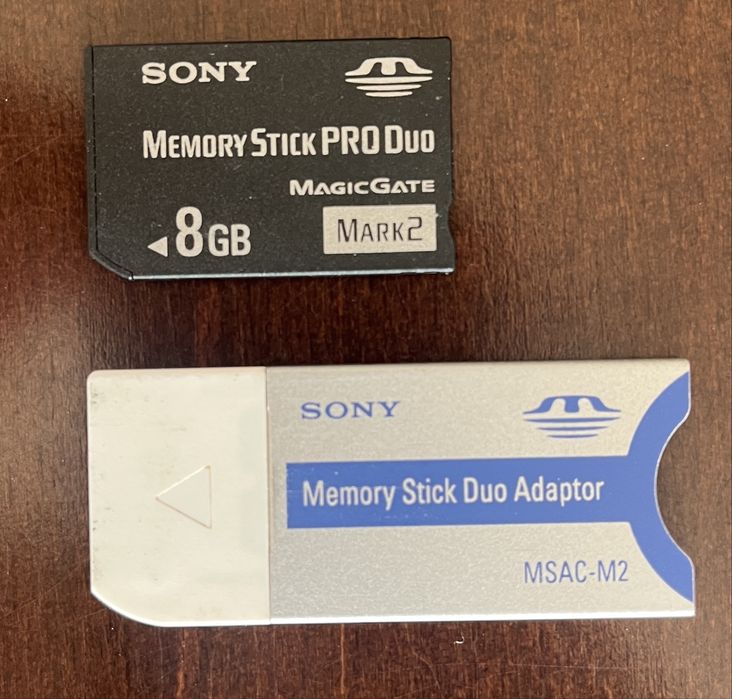 SONY
MEMORY STICK PRO DUO
MAGICGATE
8GB
MARK2
SONY
Memory Stick Duo Adaptor
MSAC-M2